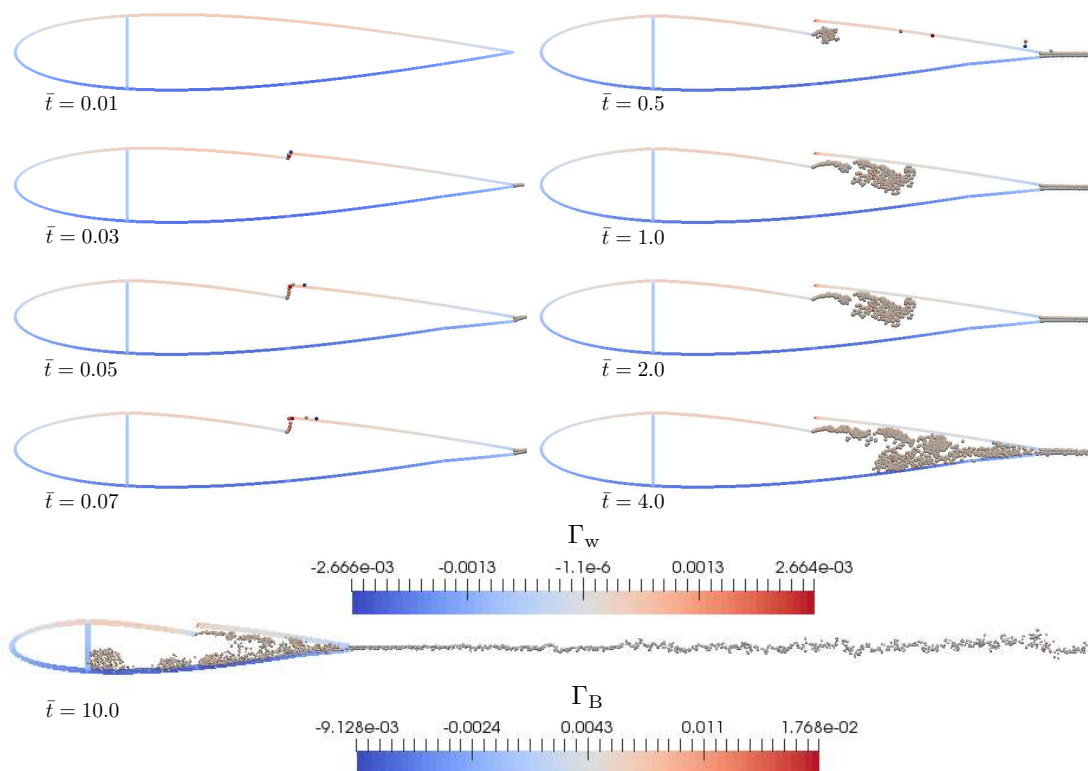 t̄ = 0.01
t̄ = 0.5
t̄ = 0.03
t̄ = 1.0
t̄ = 0.05
t̄ = 2.0
t̄ = 0.07
t̄ = 4.0
Γw
-2.666e-03 -0.0013 -1.1e-6 0.0013 2.664e-03
t̄ = 10.0
ΓB
-9.128e-03 -0.0024 0.0043 0.011 1.768e-02